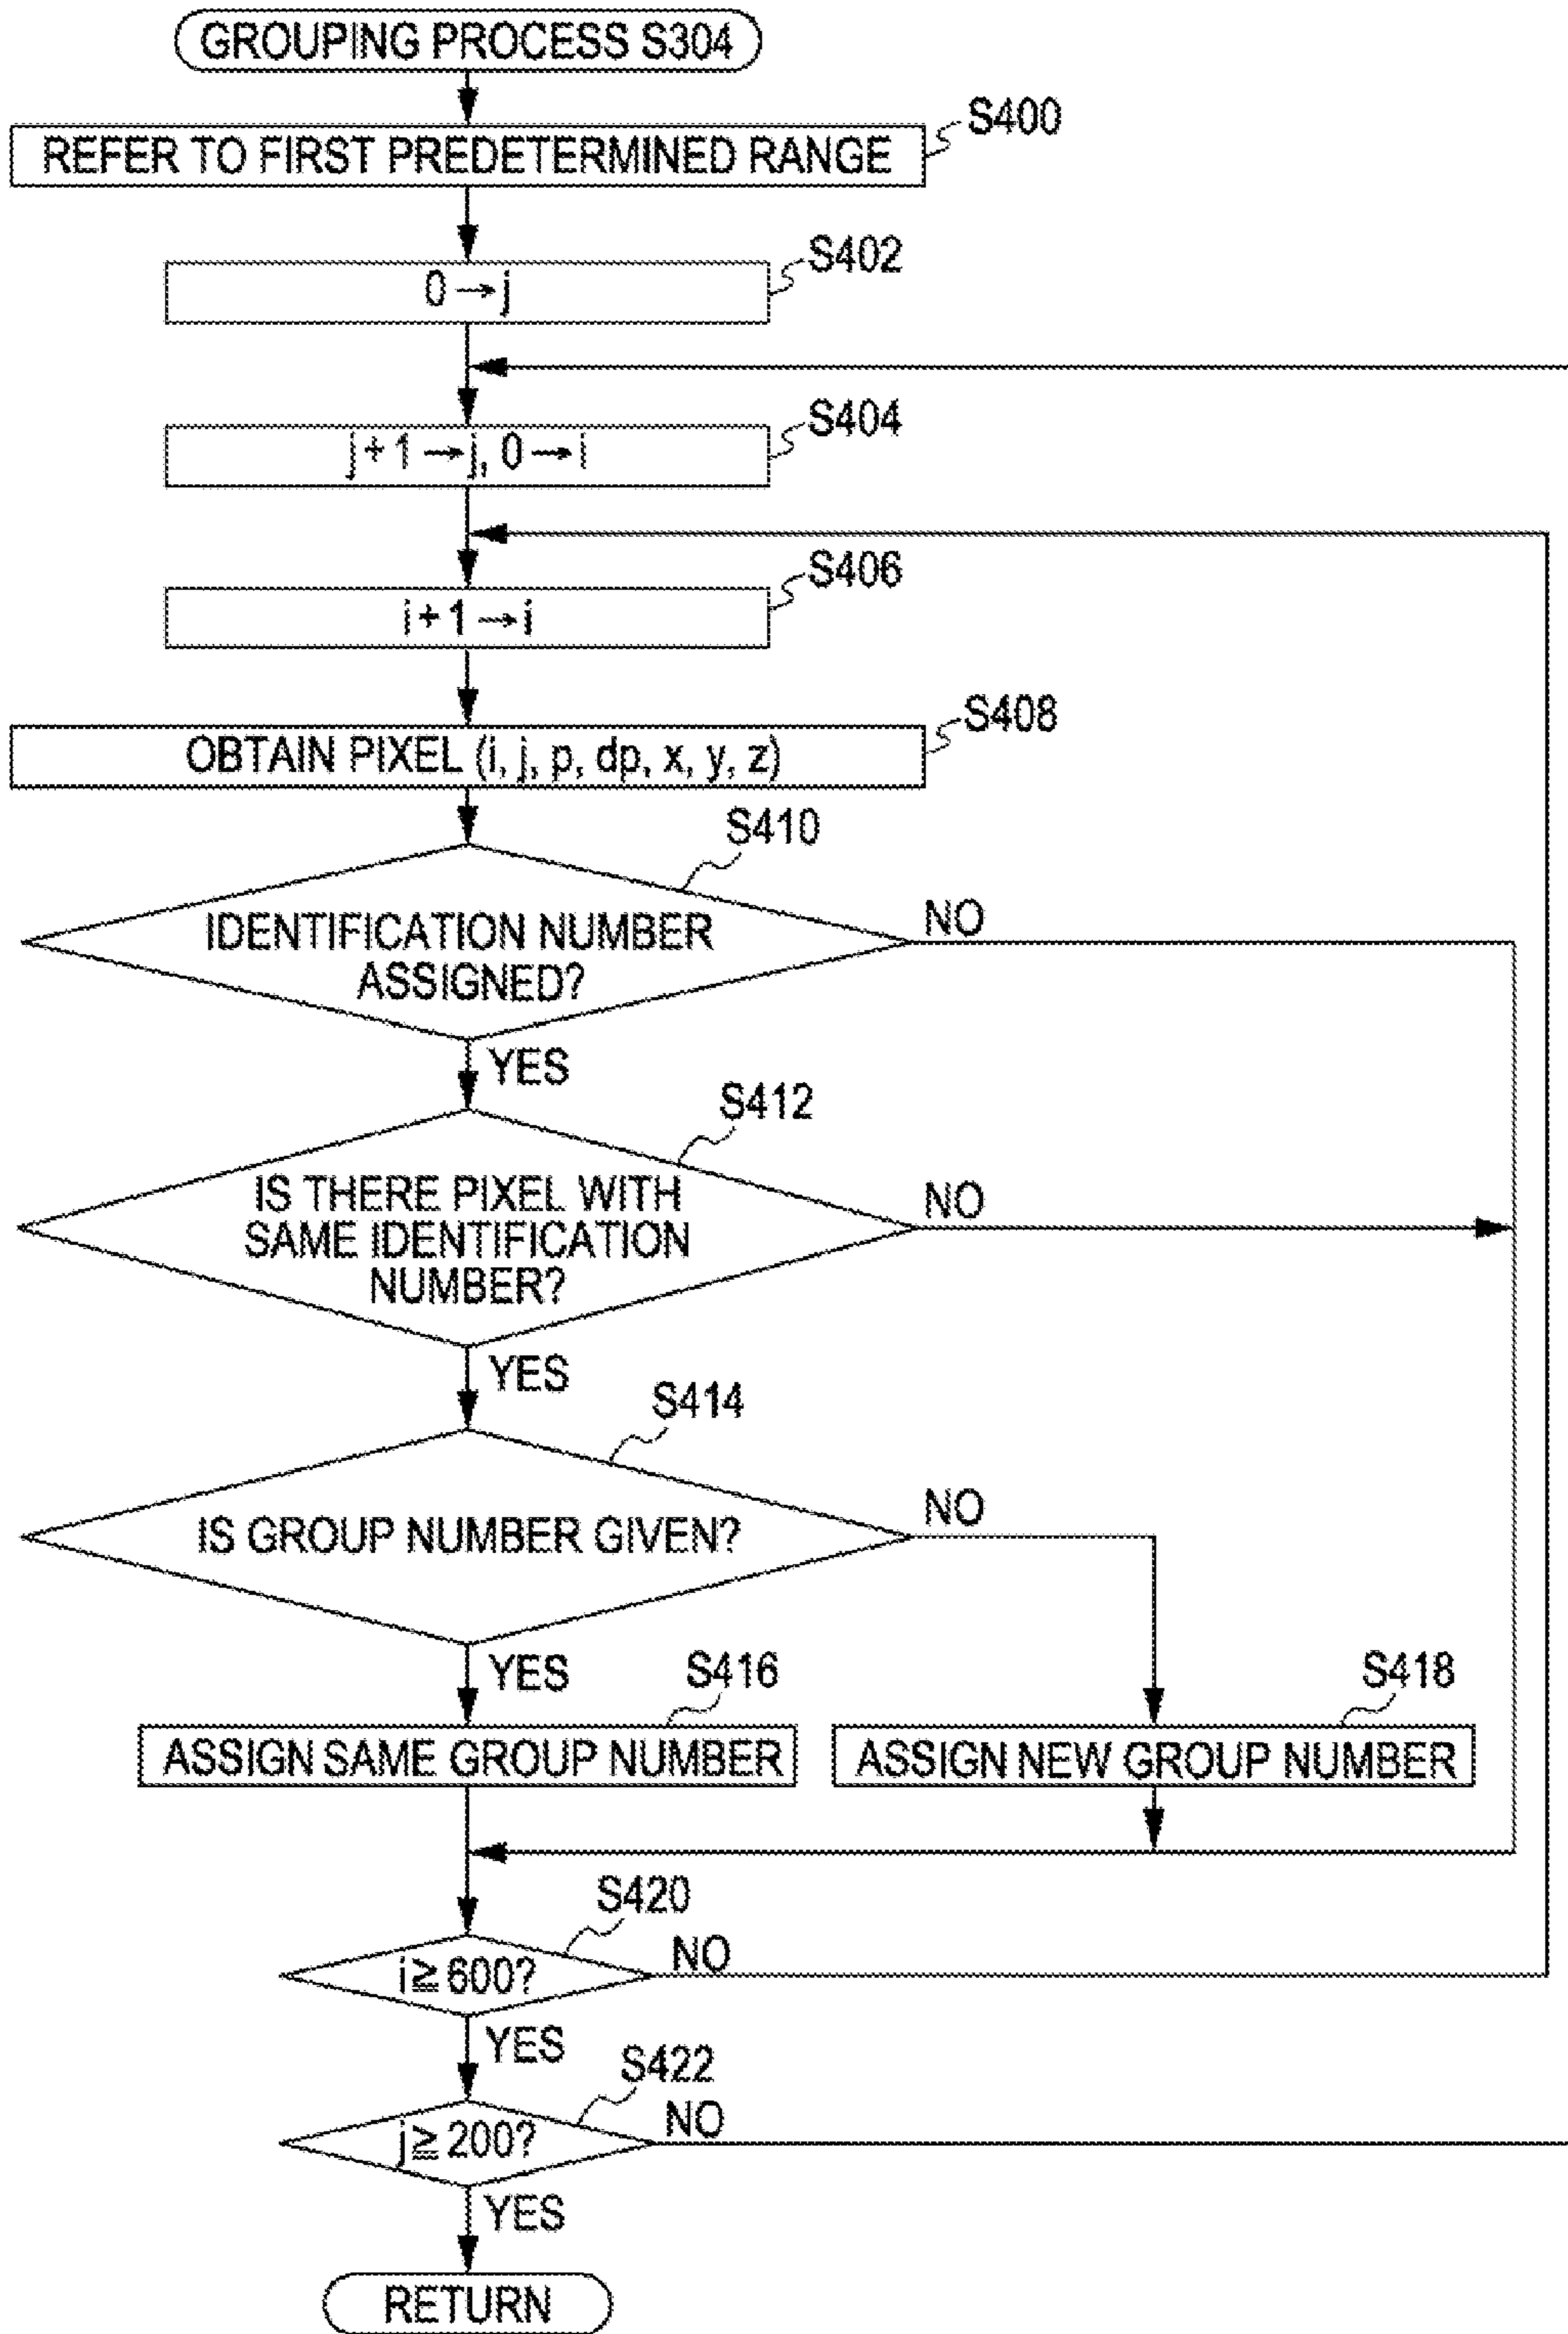 GROUPING PROCESS S304
S400
REFER TO FIRST PREDETERMINED RANGE
S402
0→j
S404
j+1→j, 0→i
S406
i+1→i
S408
OBTAIN PIXEL (i, j, p, dp, x, y, z)
S410
IDENTIFICATION NUMBER
ASSIGNED?
NO
YES
S412
IS THERE PIXEL WITH
SAME IDENTIFICATION
NUMBER?
NO
YES
S414
IS GROUP NUMBER GIVEN?
NO
YES
S416
S418
ASSIGN SAME GROUP NUMBER
ASSIGN NEW GROUP NUMBER
S420
i≧600?
NO
YES
S422
j≧200?
NO
YES
RETURN